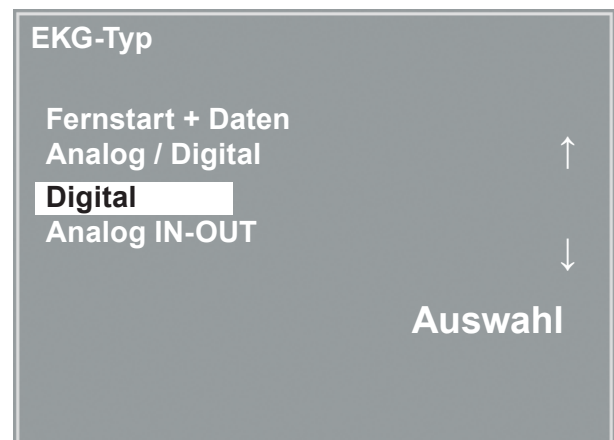 EKG-Typ
Fernstart + Daten
Analog / Digital
↑
Digital
Analog IN-OUT
↓
Auswahl